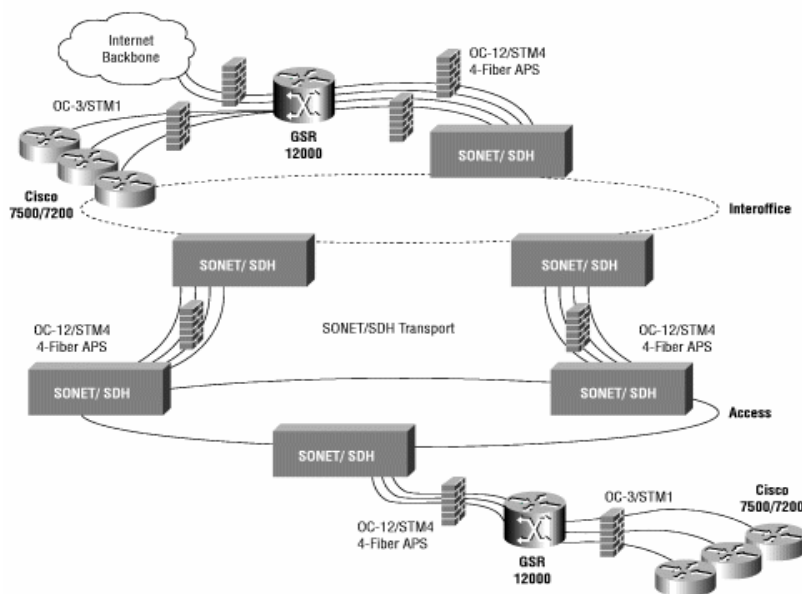 Internet
Backbone
OC-12/STM4
4-Fiber APS
OC-3/STM1
GSR
12000
SONET/ SDH
Cisco
7500/7200
Interoffice
SONET/ SDH
SONET/ SDH
OC-12/STM4
4-Fiber APS
SONET/SDH Transport
OC-12/STM4
4-Fiber APS
SONET/ SDH
SONET/ SDH
Access
SONET/ SDH
OC-12/STM4
4-Fiber APS
GSR
12000
OC-3/STM1
Cisco
7500/7200